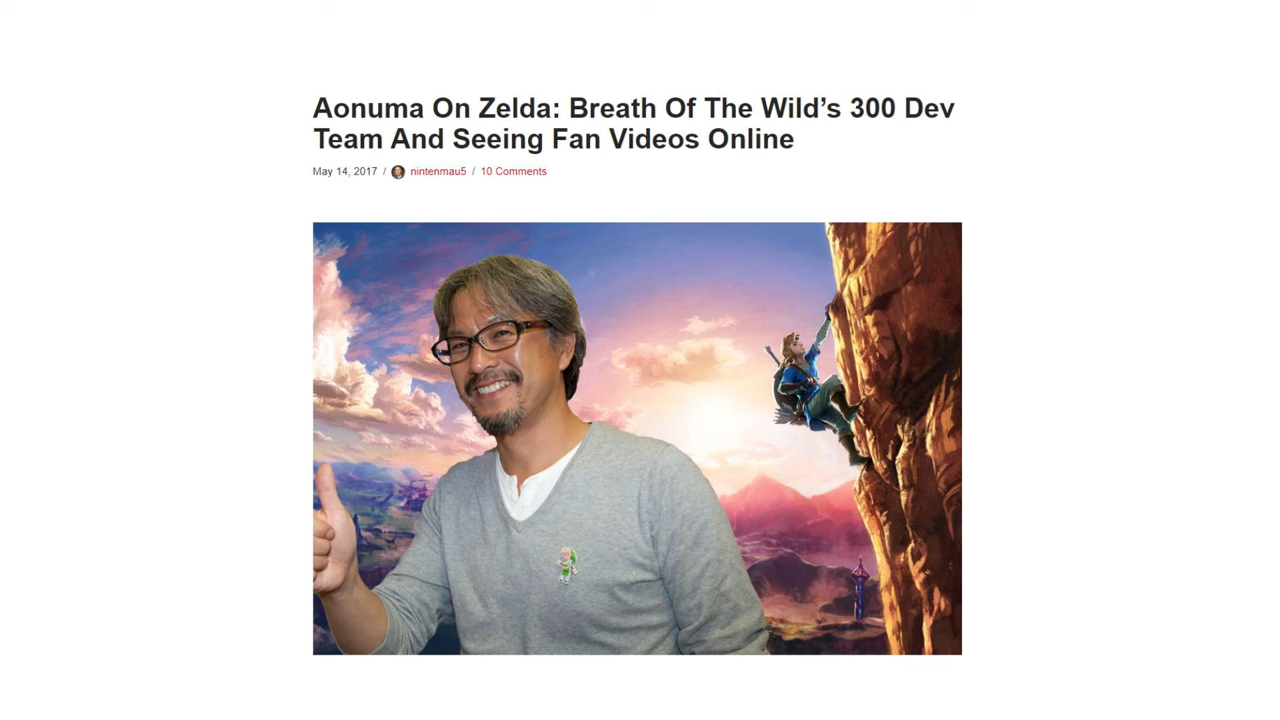 Aonuma On Zelda: Breath Of The Wild’s 300 Dev
Team And Seeing Fan Videos Online
May 14, 2017 / nintenmau5 / 10 Comments